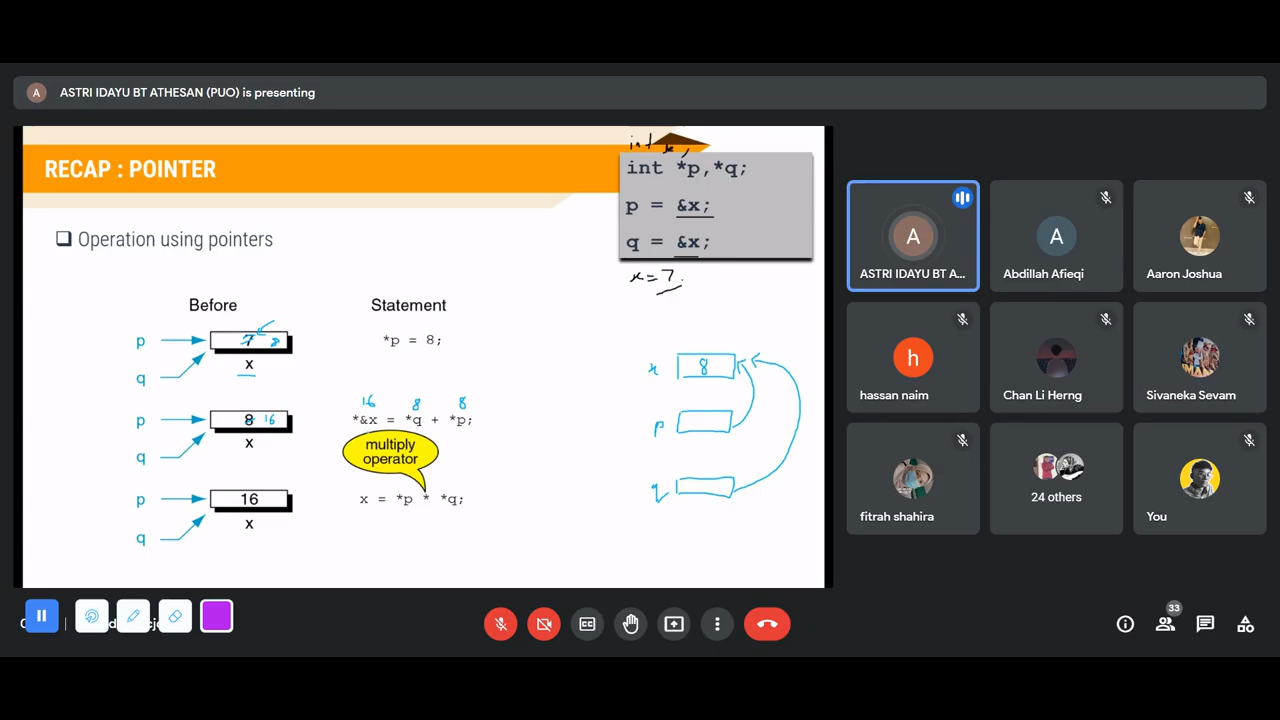 A ASTRI IDAYU BT ATHESAN (PUO) is presenting
RECAP : POINTER
int x,
int *p,*q;
p = &x;
q = &x;
x = 7.
Operation using pointers
Before
Statement
p
7 8
*p = 8;
q
x
16 8 8
p
8 16
*&x = *q + *p;
q
x
multiply
operator
p
16
x = *p * *q;
q
x
x 8
p
q
A
ASTRI IDAYU BT A...
A
Abdillah Afieqi
Aaron Joshua
h
hassan naim
Chan Li Herng
Sivaneka Sevam
fitrah shahira
24 others
You
CC
33